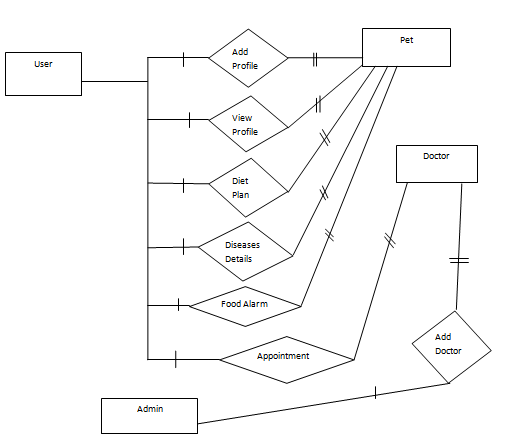 User
Add
Profile
Pet
View
Profile
Doctor
Diet
Plan
Diseases
Details
Food Alarm
Appointment
Add
Doctor
Admin